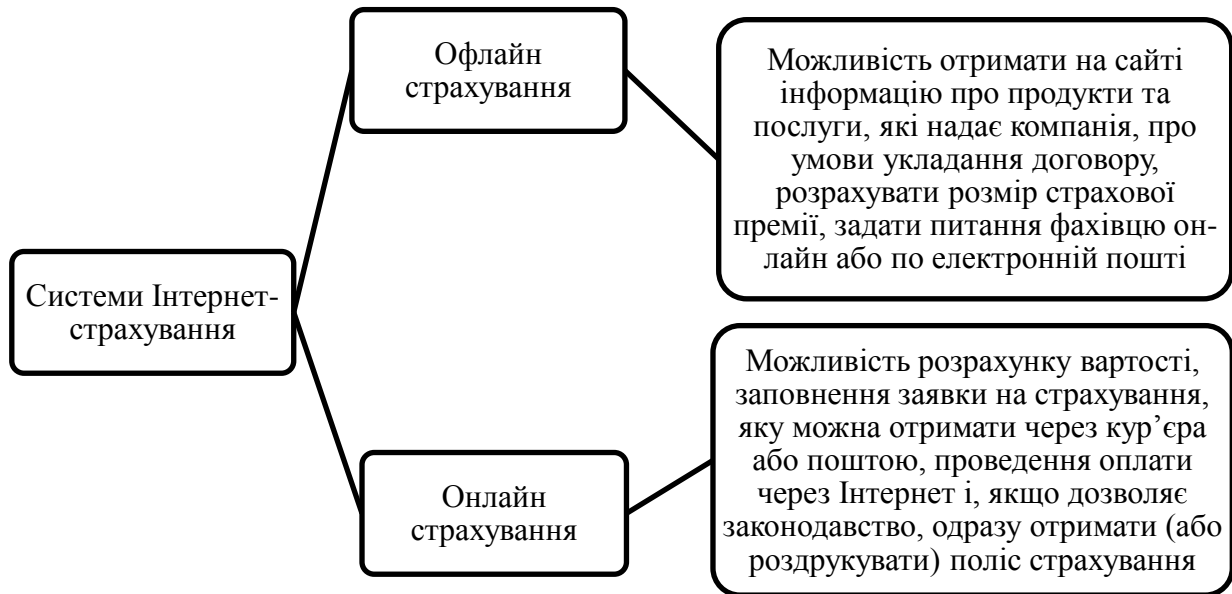 Системи Інтернет-
страхування
Офлайн
страхування
Можливість отримати на сайті
інформацію про продукти та
послуги, які надає компанія, про
умови укладання договору,
розрахувати розмір страхової
премії, задати питання фахівцю он-
лайн або по електронній пошті
Онлайн
страхування
Можливість розрахунку вартості,
заповнення заявки на страхування,
яку можна отримати через кур’єра
або поштою, проведення оплати
через Інтернет і, якщо дозволяє
законодавство, одразу отримати (або
роздрукувати) поліс страхування